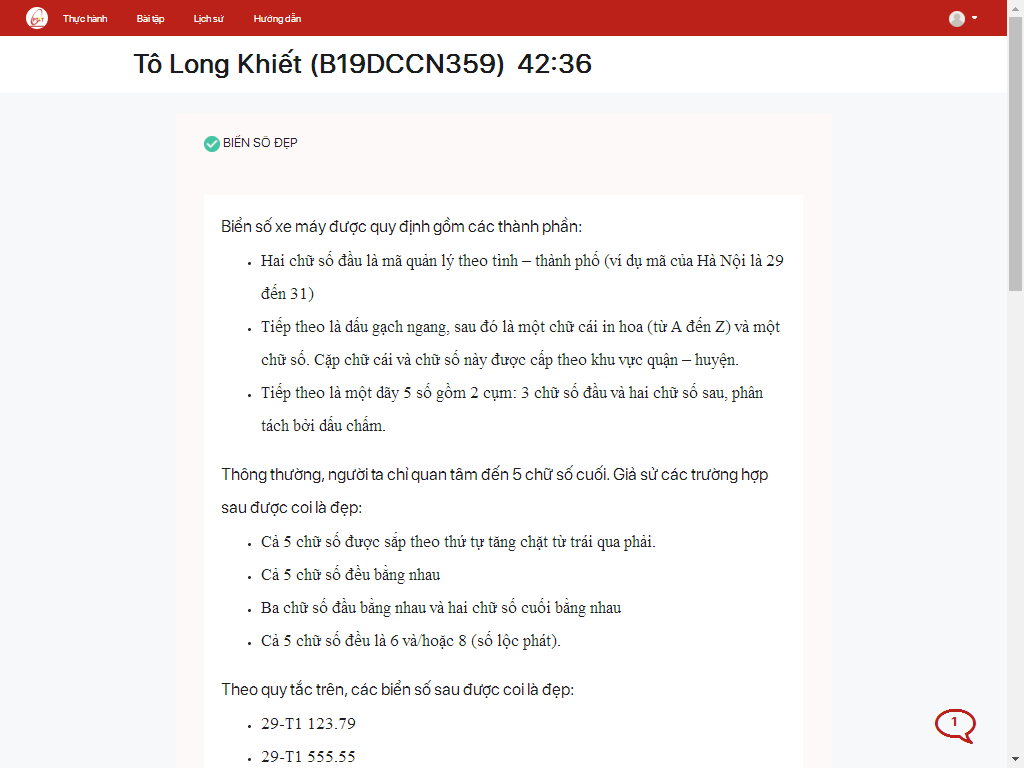 Thực hành Bài tập Lịch sử Hướng dẫn
Tô Long Khiết (B19DCCN359) 42:36
BIỂN SỐ ĐẸP
Biển số xe máy được quy định gồm các thành phần:
Hai chữ số đầu là mã quản lý theo tỉnh – thành phố (ví dụ mã của Hà Nội là 29
đến 31)
Tiếp theo là dấu gạch ngang, sau đó là một chữ cái in hoa (từ A đến Z) và một
chữ số. Cặp chữ cái và chữ số này được cấp theo khu vực quận – huyện.
Tiếp theo là một dãy 5 số gồm 2 cụm: 3 chữ số đầu và hai chữ số sau, phân
tách bởi dấu chấm.
Thông thường, người ta chỉ quan tâm đến 5 chữ số cuối. Giả sử các trường hợp
sau được coi là đẹp:
Cả 5 chữ số được sắp theo thứ tự tăng chặt từ trái qua phải.
Cả 5 chữ số đều bằng nhau
Ba chữ số đầu bằng nhau và hai chữ số cuối bằng nhau
Cả 5 chữ số đều là 6 và/hoặc 8 (số lộc phát).
Theo quy tắc trên, các biển số sau được coi là đẹp:
29-T1 123.79
29-T1 555.55
1